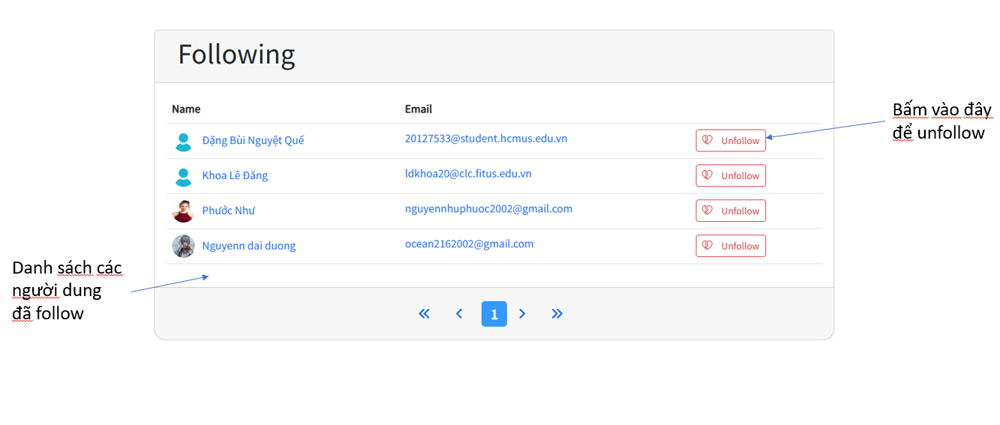 Following
Name Email
Đặng Bùi Nguyệt Quế 20127533@student.hcmus.edu.vn Unfollow
Khoa Lê Đăng ldkhoa20@clc.fitus.edu.vn Unfollow
Phước Như nguyennhuphuoc2002@gmail.com Unfollow
Nguyenn dai duong ocean2162002@gmail.com Unfollow
« ‹ 1 › »
Bấm vào đây
để unfollow
Danh sách các
người dung
đã follow